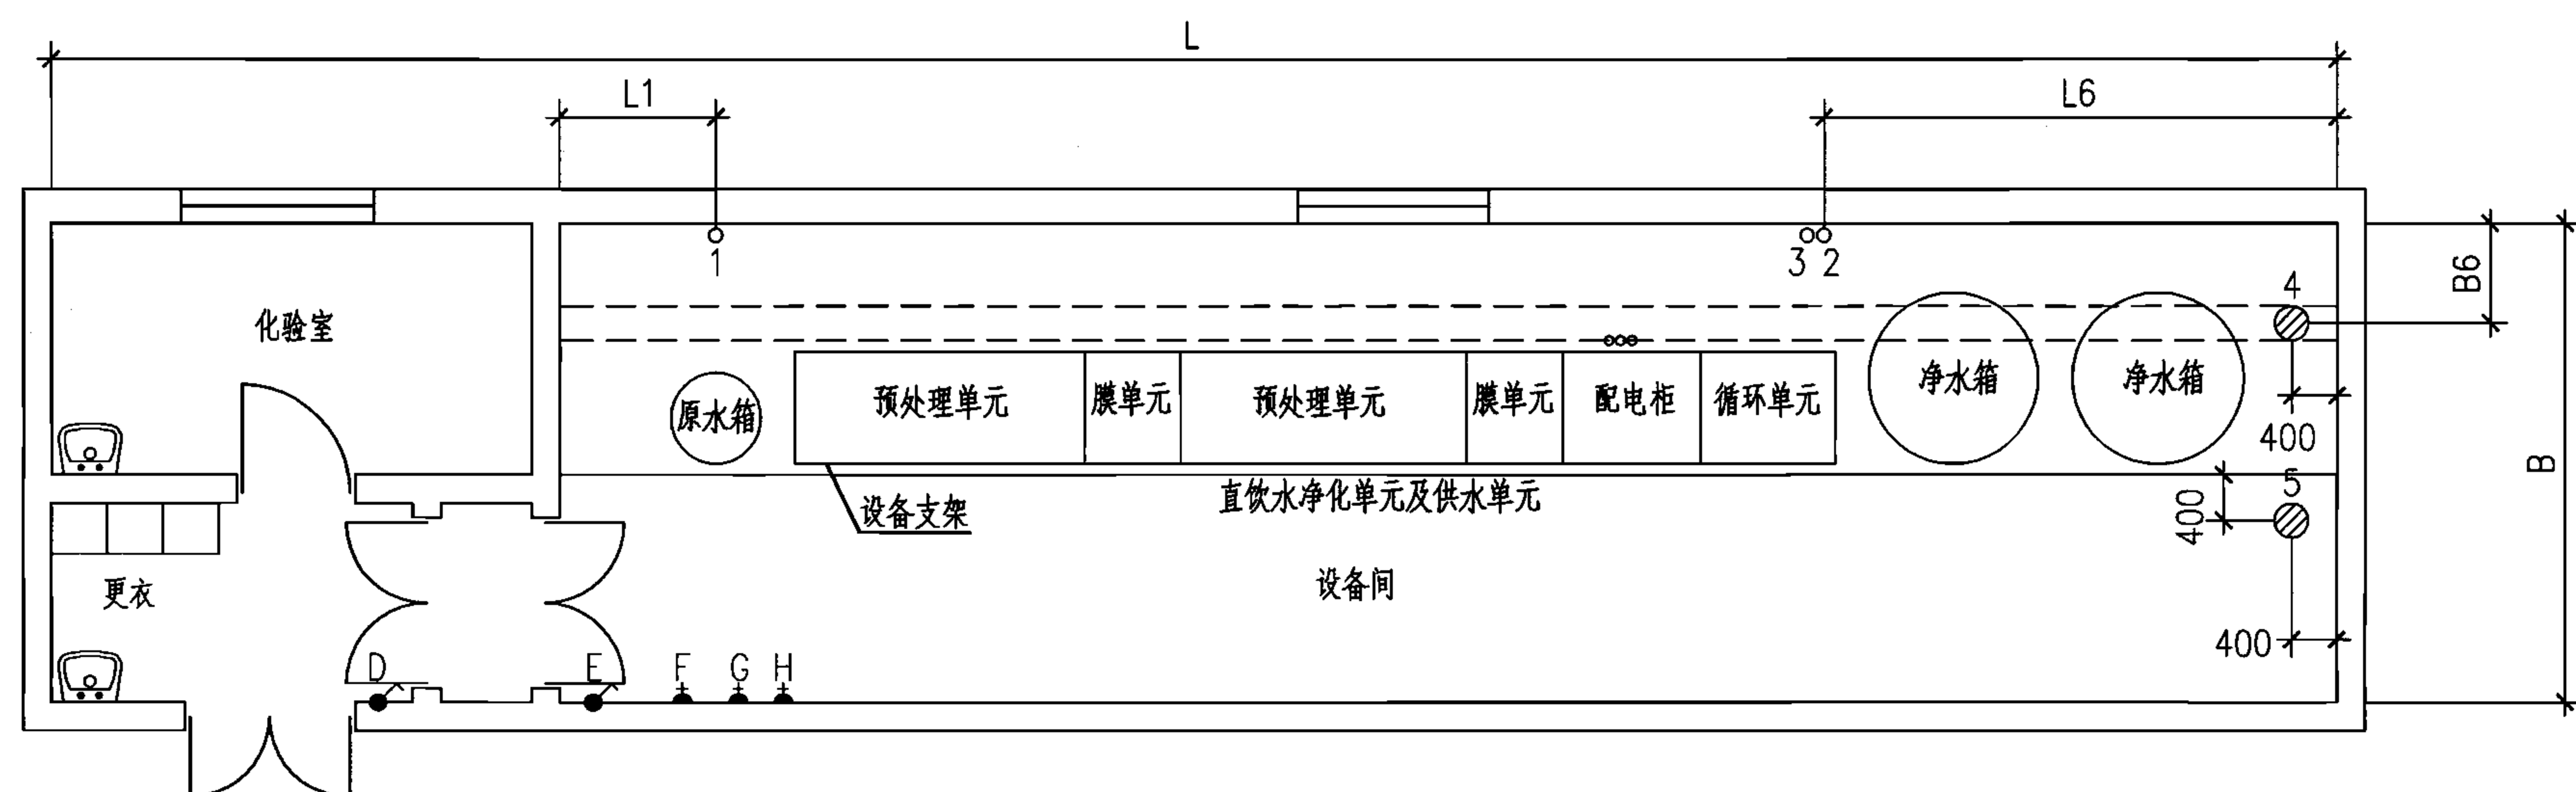 L
L1
L6
1
3 2
4
B6
化验室
原水箱
预处理单元
膜单元
预处理单元
膜单元
配电柜
循环单元
净水箱
净水箱
400
B
设备支架
直饮水净化单元及供水单元
5
400
更衣
设备间
400
D
E
F
G
H